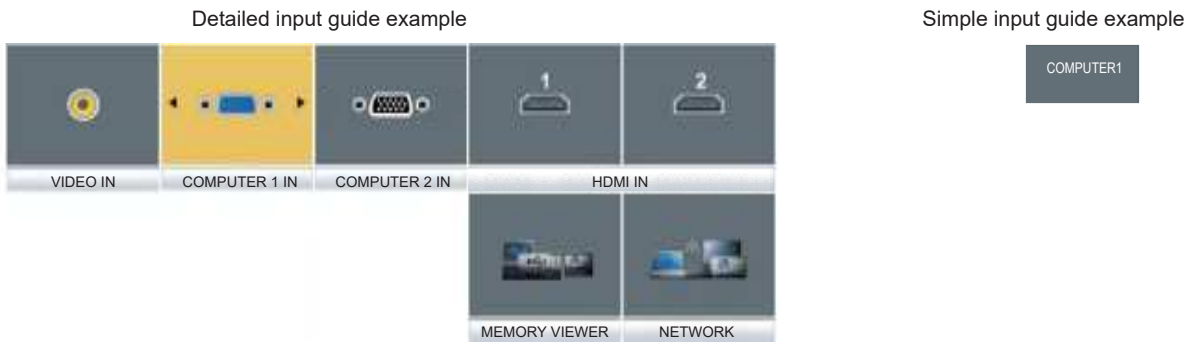 Detailed input guide example
Simple input guide example
COMPUTER1
1
2
VIDEO IN
COMPUTER 1 IN
COMPUTER 2 IN
HDMI IN
MEMORY VIEWER
NETWORK